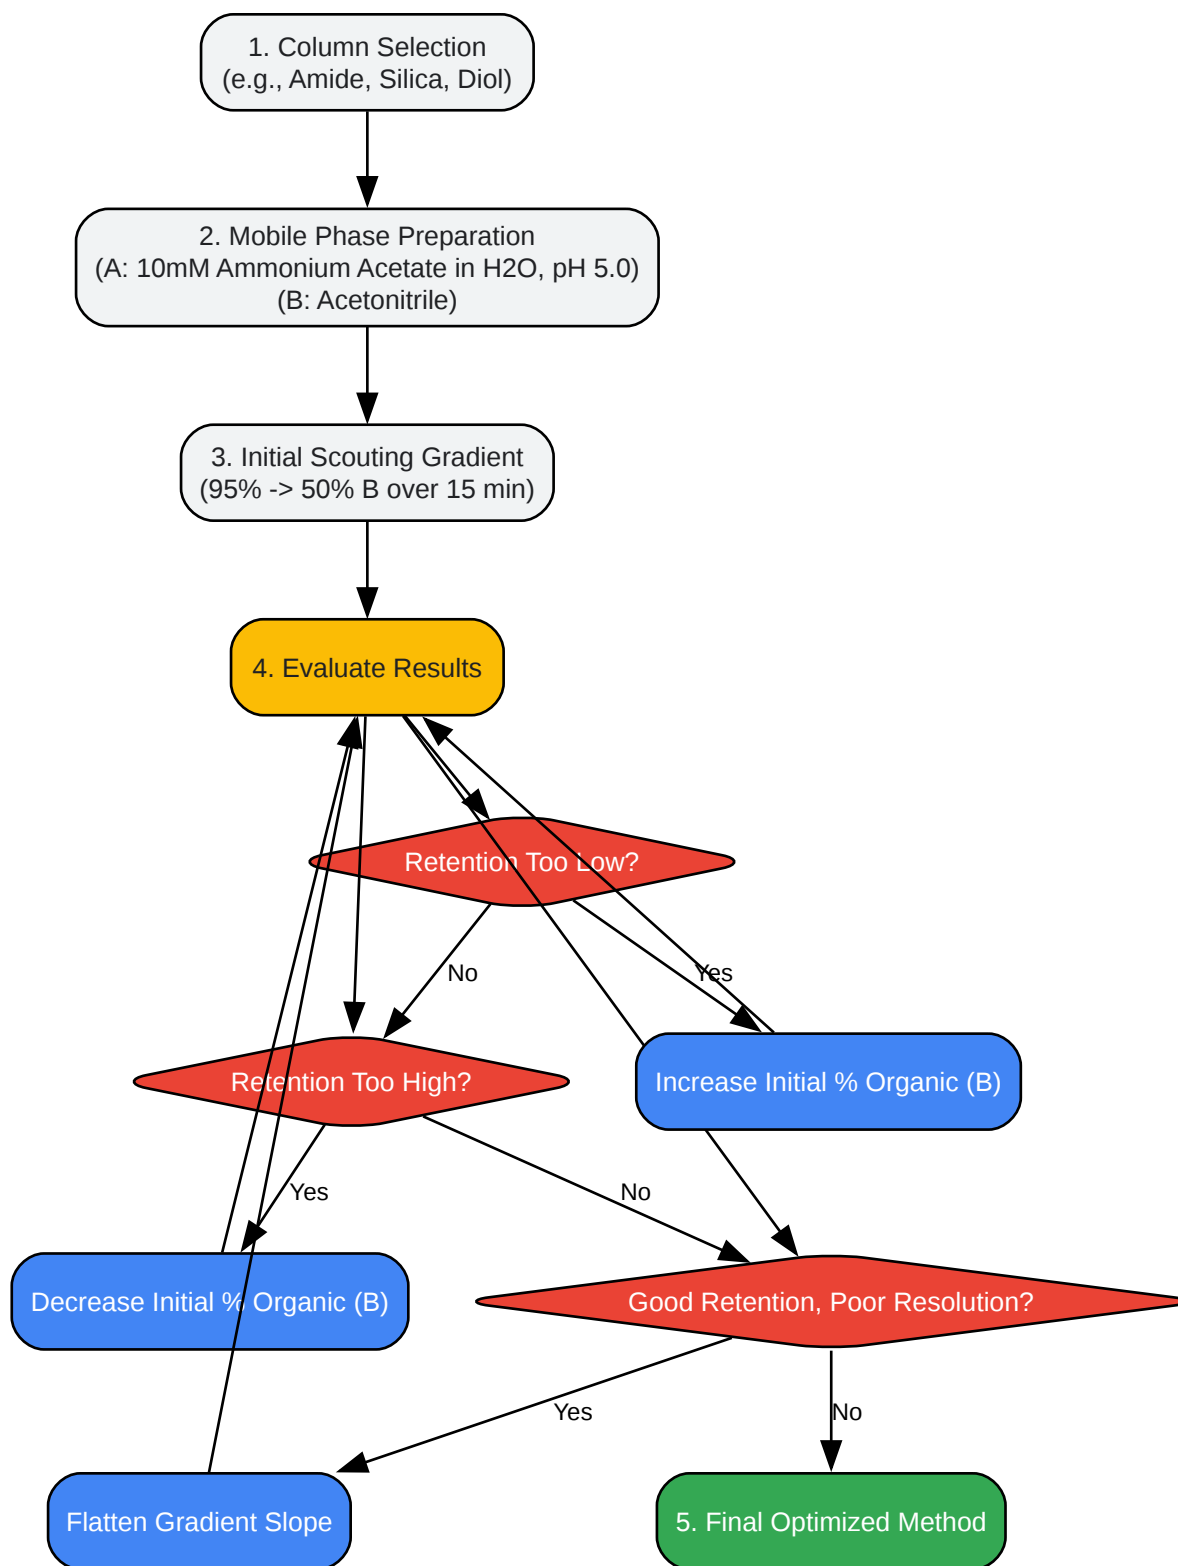 1. Column Selection
(e.g., Amide, Silica, Diol)
2. Mobile Phase Preparation
(A: 10mM Ammonium Acetate in H2O, pH 5.0)
(B: Acetonitrile)
3. Initial Scouting Gradient
(95% -> 50% B over 15 min)
4. Evaluate Results
Retention Too Low?
No
Yes
Retention Too High?
Increase Initial % Organic (B)
Yes
No
Decrease Initial % Organic (B)
Good Retention, Poor Resolution?
Yes
No
Flatten Gradient Slope
5. Final Optimized Method